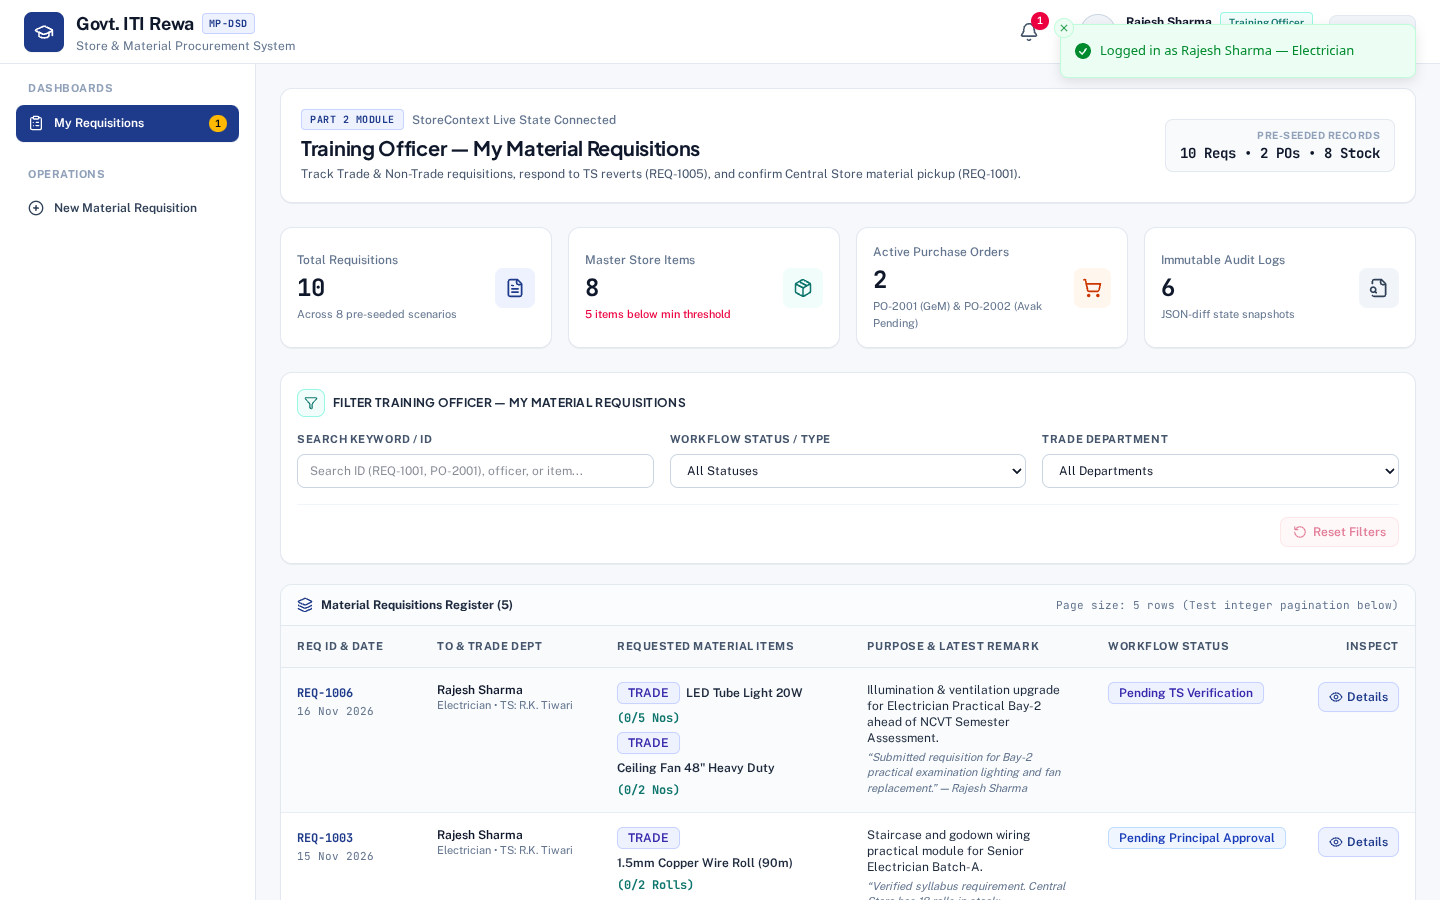 Govt. ITI Rewa MP-DSD
Store & Material Procurement System
1
Rajesh Sharma Training Officer
Logged in as Rajesh Sharma — Electrician
DASHBOARDS
My Requisitions 1
OPERATIONS
New Material Requisition
PART 2 MODULE StoreContext Live State Connected
Training Officer — My Material Requisitions
Track Trade & Non-Trade requisitions, respond to TS reverts (REQ-1005), and confirm Central Store material pickup (REQ-1001).
PRE-SEEDED RECORDS
10 Reqs • 2 POs • 8 Stock
Total Requisitions
10
Across 8 pre-seeded scenarios
Master Store Items
8
5 items below min threshold
Active Purchase Orders
2
PO-2001 (GeM) & PO-2002 (Avak
Pending)
Immutable Audit Logs
6
JSON-diff state snapshots
FILTER TRAINING OFFICER — MY MATERIAL REQUISITIONS
SEARCH KEYWORD / ID
Search ID (REQ-1001, PO-2001), officer, or item...
WORKFLOW STATUS / TYPE
All Statuses
TRADE DEPARTMENT
All Departments
Reset Filters
Material Requisitions Register (5)
Page size: 5 rows (Test integer pagination below)
REQ ID & DATE TO & TRADE DEPT REQUESTED MATERIAL ITEMS PURPOSE & LATEST REMARK WORKFLOW STATUS INSPECT
REQ-1006
16 Nov 2026
Rajesh Sharma
Electrician • TS: R.K. Tiwari
TRADE LED Tube Light 20W
(0/5 Nos)
TRADE
Ceiling Fan 48" Heavy Duty
(0/2 Nos)
Illumination & ventilation upgrade
for Electrician Practical Bay-2
ahead of NCVT Semester
Assessment.
“Submitted requisition for Bay-2
practical examination lighting and fan
replacement.” — Rajesh Sharma
Pending TS Verification
Details
REQ-1003
15 Nov 2026
Rajesh Sharma
Electrician • TS: R.K. Tiwari
TRADE
1.5mm Copper Wire Roll (90m)
(0/2 Rolls)
Staircase and godown wiring
practical module for Senior
Electrician Batch-A.
“Verified syllabus requirement. Central
Pending Principal Approval
Details